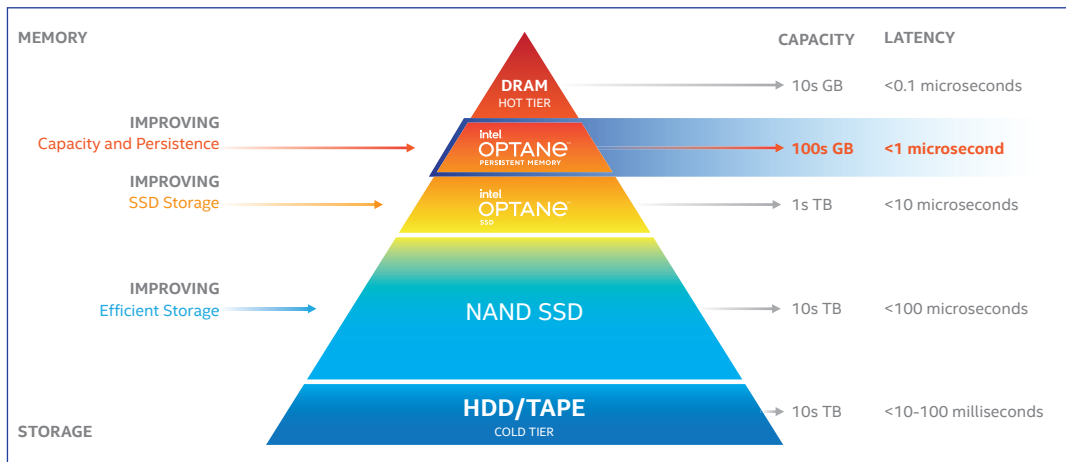 MEMORY
CAPACITY
LATENCY
DRAM
HOT TIER
10s GB
<0.1 microseconds
IMPROVING
Capacity and Persistence
intel
OPTANE™
PERSISTENT MEMORY
100s GB
<1 microsecond
IMPROVING
SSD Storage
intel
OPTANE™
SSD
1s TB
<10 microseconds
IMPROVING
Efficient Storage
NAND SSD
10s TB
<100 microseconds
HDD/TAPE
COLD TIER
10s TB
<10-100 milliseconds
STORAGE